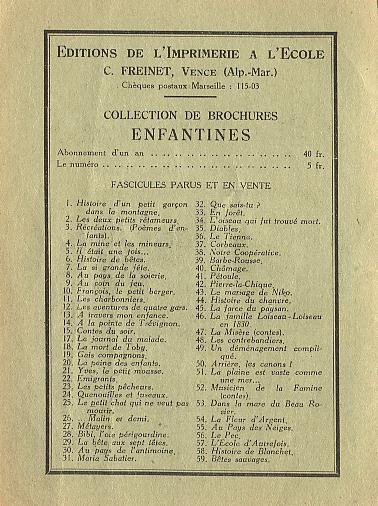 EDITIONS DE L'IMPRIMERIE A L'ECOLE
C. FREINET, VENCE (Alp.-Mar.)
Chèques postaux Marseille : 115-03
COLLECTION DE BROCHURES
ENFANTINES
Abonnement d'un an .. .. .. .. .. .. .. .. .. 40 fr.
Le numéro .. .. .. .. .. .. .. .. .. .. .. 5 fr.
FASCICULES PARUS ET EN VENTE
1. Histoire d'un petit garçon
dans la montagne.
2. Les deux petits rétameurs.
3. Récréations. (Poèmes d'en-
fants).
4. La mine et les mineurs.
5. Il était une fois...
6. Histoire de bêtes.
7. La si grande fête.
8. Au pays de la soierie.
9. Au coin du feu.
10. François, le petit berger.
11. Les charbonniers.
12. Les aventures de quatre gars.
13. A travers mon enfance.
14. A la pointe de Trévignon.
15. Contes du soir.
17. Le journal du malade.
18. La mort de Toby.
19. Gais compagnons.
20. La peine des enfants.
21. Yves, le petit mousse.
22. Emigrants.
23. Les petits pêcheurs.
24. Quenouilles et fuseaux.
25. Le petit chat qui ne veut pas
mourir.
26. .. Malin et demi.
27. Métayers.
28. Bibi, l'oie périgourdine.
29. La bête aux sept têtes.
30. Au pays de l'antimoine.
31. Maria Sabatier.
32. Que sais-tu ?
33. En forêt.
34. L'oiseau qui fut trouvé mort.
35. Diables.
36. Le Tienne.
37. Corbeaux.
38. Notre Coopérative.
39. Barbe-Rousse.
40. Chômage.
41. Pétoule.
42. Pierre-la-Chique.
43. Le mariage de Niko.
44. Histoire du chanvre.
45. La farce du paysan.
46. La famille Loiseau-Loiseau
en 1830.
47. La Misère (contes).
48. Les contrebandiers.
49. Un déménagement compli-
qué.
50. Arrière, les canons !
51. La plaine est vaste comme
une mer...
52. Musicien de la Famine
(contes).
53. Dans la mare du Beau Ro-
sier.
54. La Fleur d'Argent.
55. Au Pays des Neiges.
56. Le Pec.
57. L'Ecole d'Autrefois.
58. Histoire de Blanchet.
59. Bêtes sauvages.